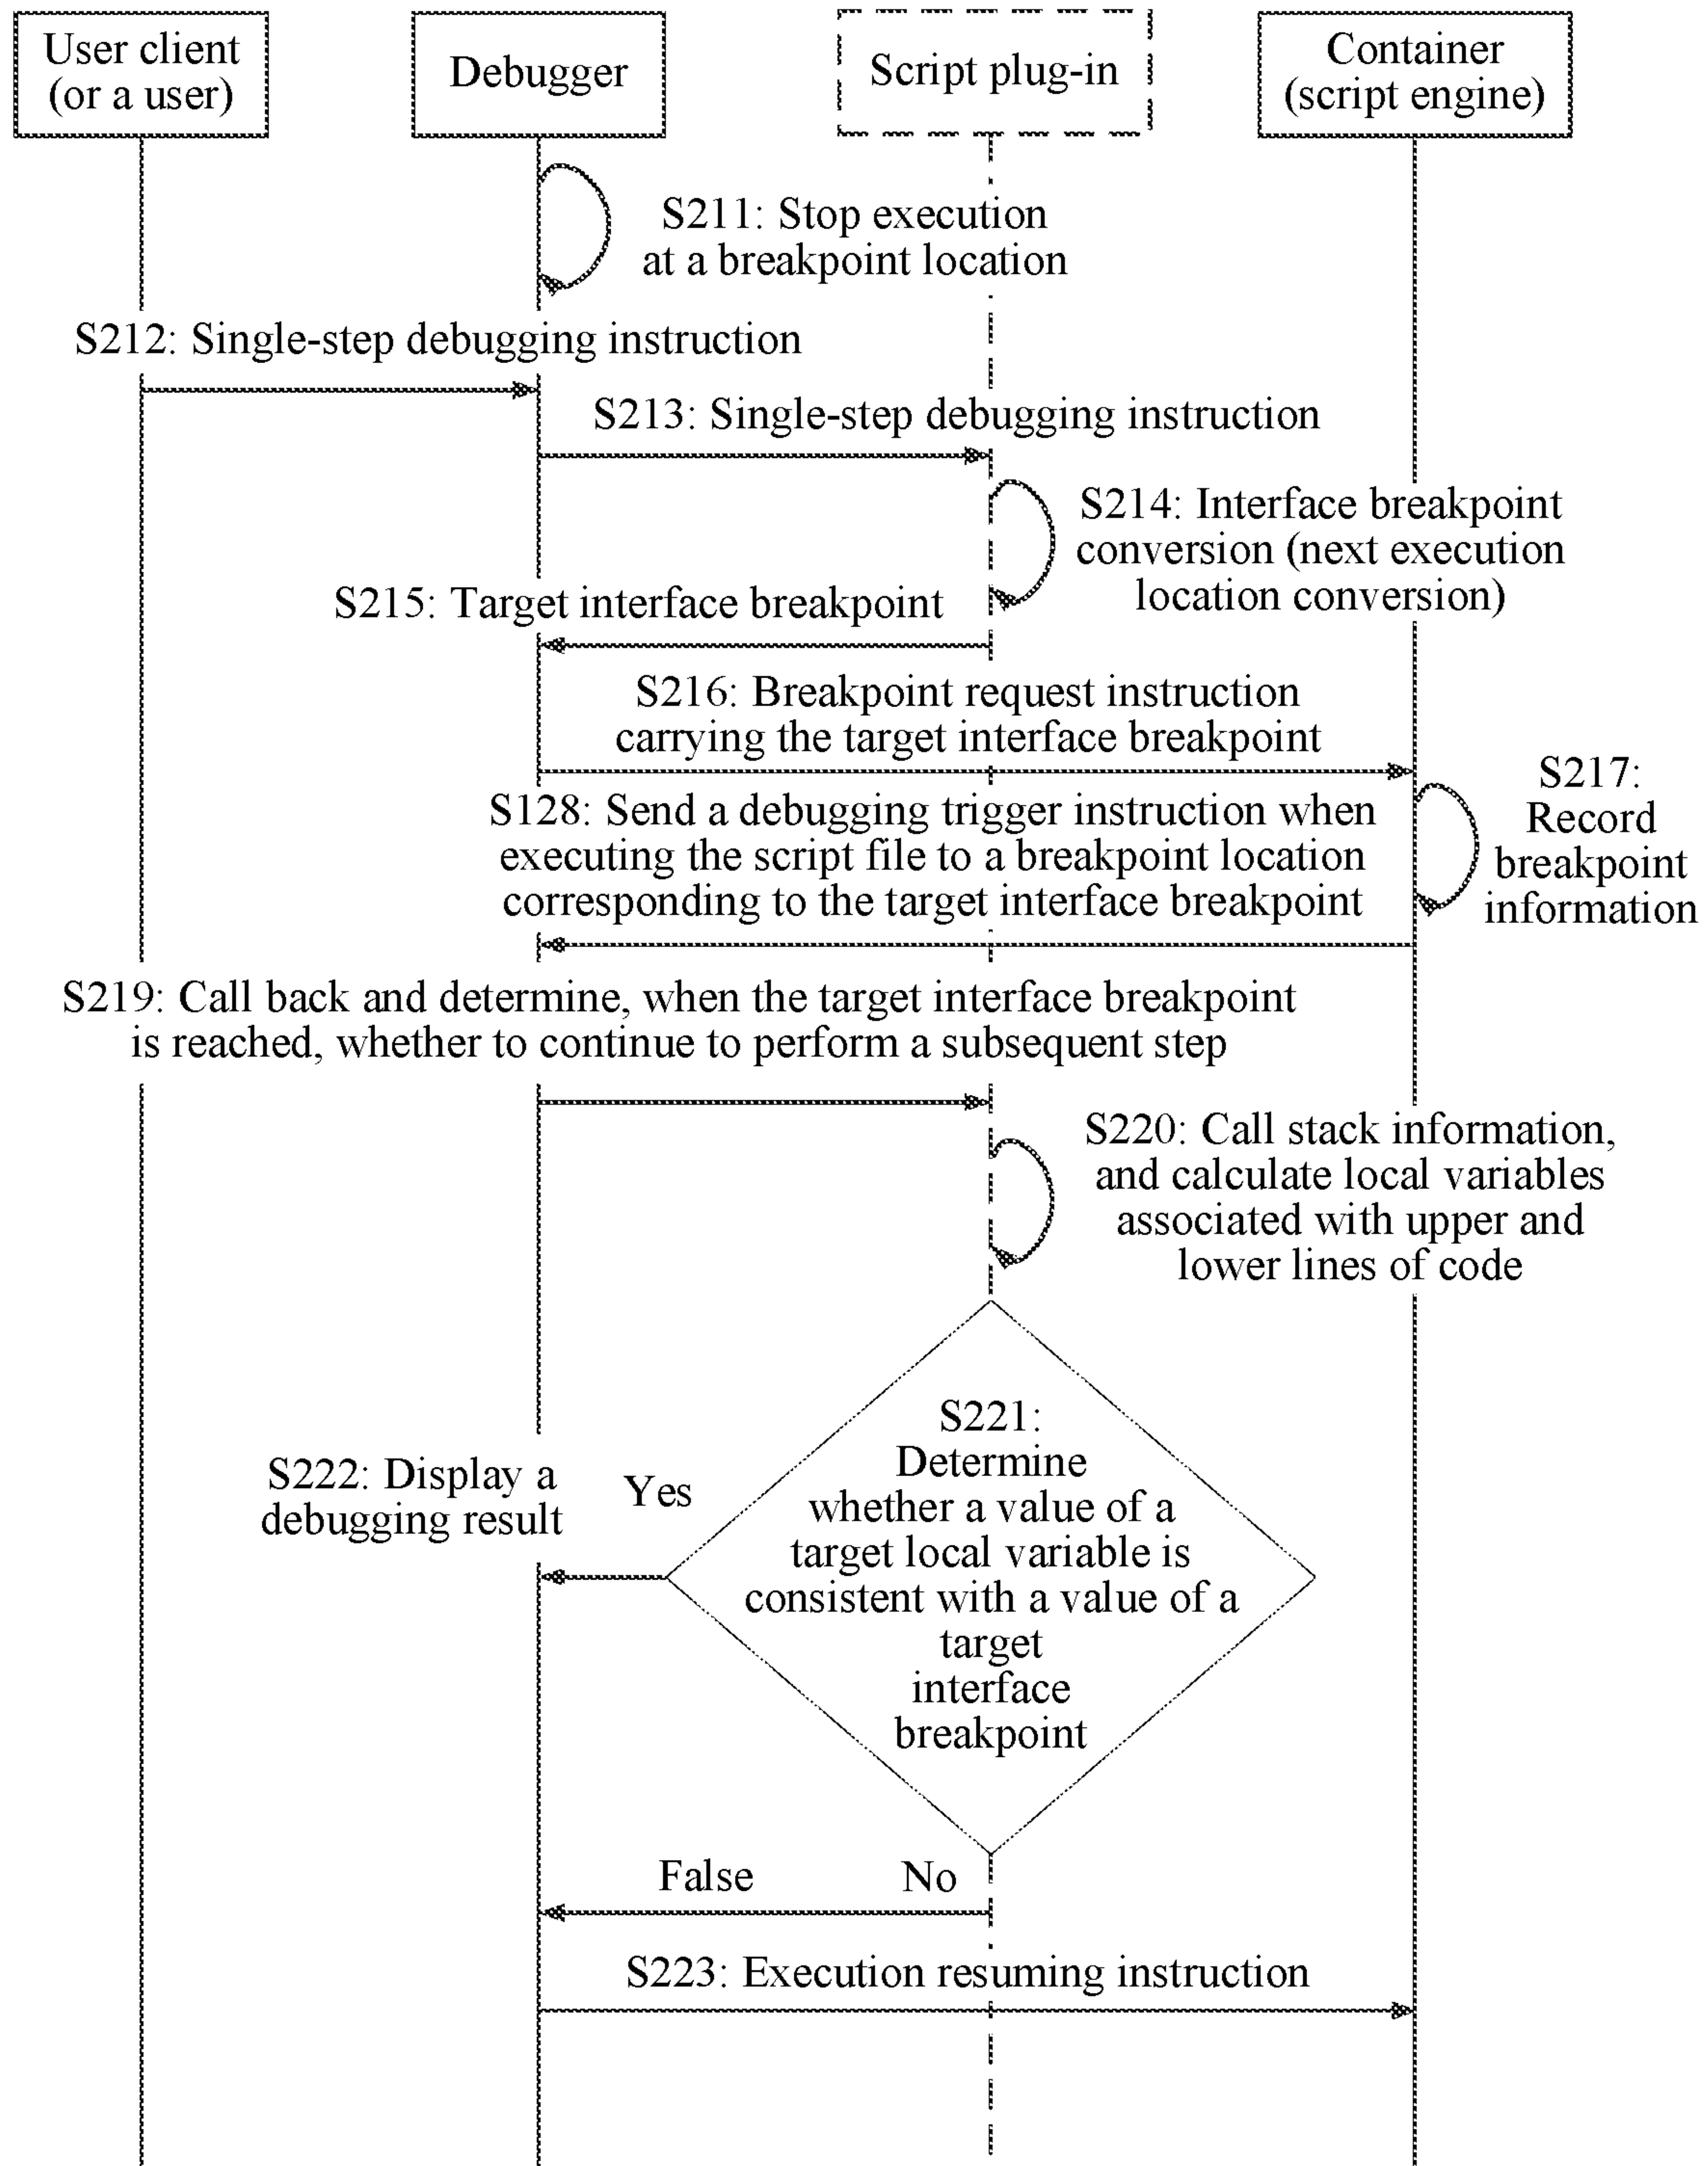 User client
(or a user)
Debugger
Script plug-in
Container
(script engine)
S211: Stop execution
at a breakpoint location
S212: Single-step debugging instruction
S213: Single-step debugging instruction
S214: Interface breakpoint
conversion (next execution
location conversion)
S215: Target interface breakpoint
S216: Breakpoint request instruction
carrying the target interface breakpoint
S217:
Record
breakpoint
information
S128: Send a debugging trigger instruction when
executing the script file to a breakpoint location
corresponding to the target interface breakpoint
S219: Call back and determine, when the target interface breakpoint
is reached, whether to continue to perform a subsequent step
S220: Call stack information,
and calculate local variables
associated with upper and
lower lines of code
S221:
Determine
whether a value of a
target local variable is
consistent with a value of a
target
interface
breakpoint
S222: Display a
debugging result
Yes
False
No
S223: Execution resuming instruction